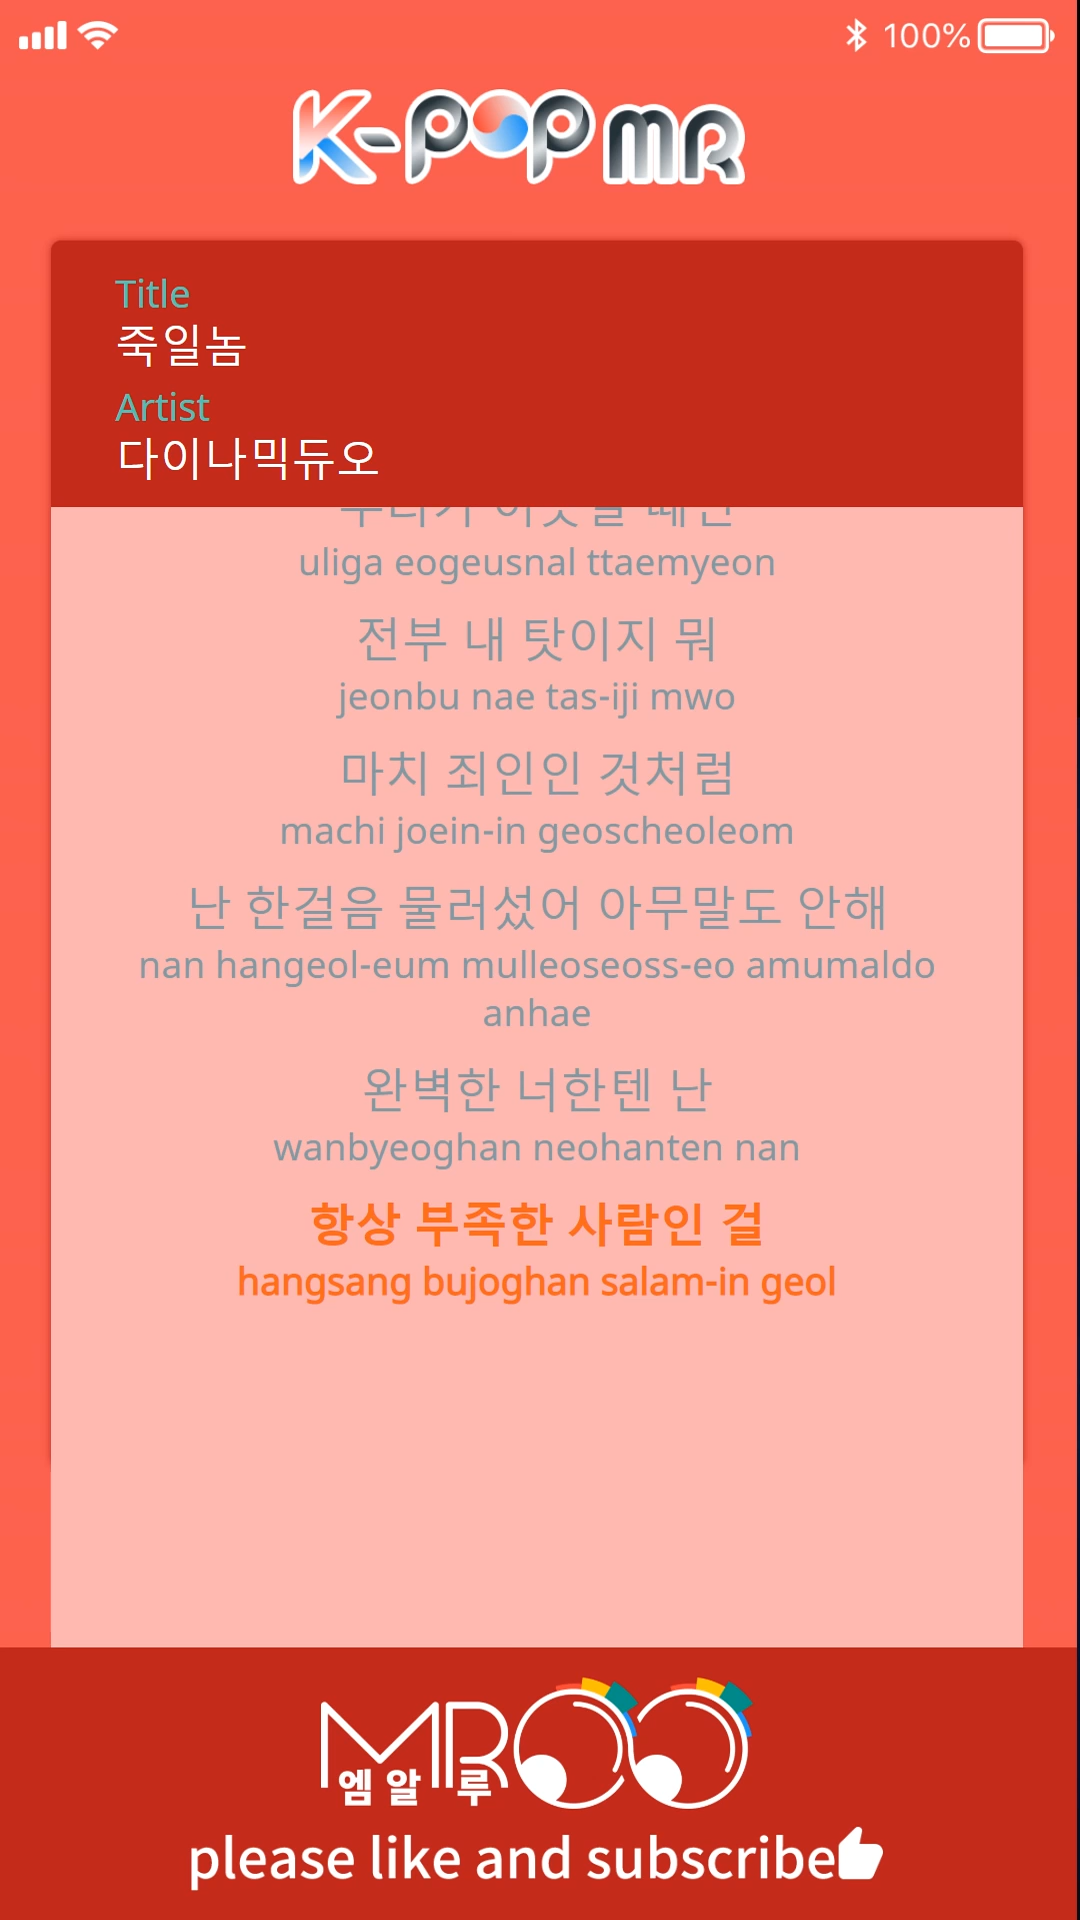 100%
K-POP MR
Title
죽일놈
Artist
다이나믹듀오
uliga eogeusnal ttaemyeon
전부 내 탓이지 뭐
jeonbu nae tas-iji mwo
마치 죄인인 것처럼
machi joein-in geoscheoleom
난 한걸음 물러섰어 아무말도 안해
nan hangeol-eum mulleoseoss-eo amumaldo
anhae
완벽한 너한텐 난
wanbyeoghan neohanten nan
항상 부족한 사람인 걸
hangsang bujoghan salam-in geol
MROO
엠알루
please like and subscribe